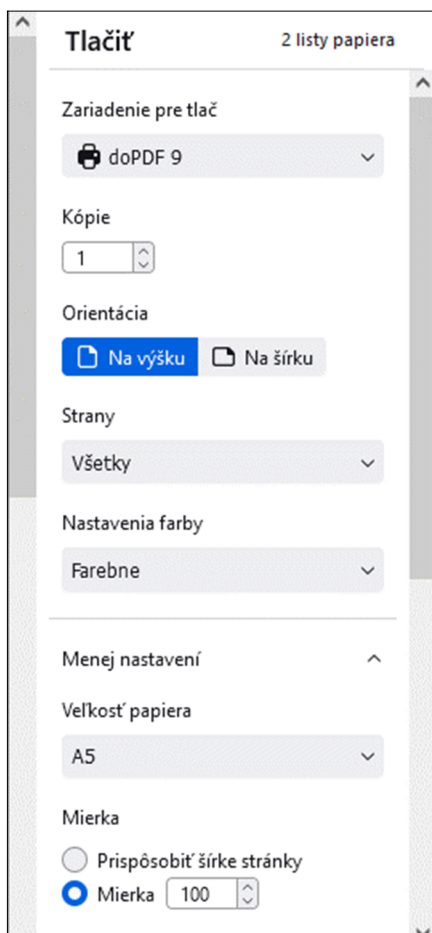 Tlačiť 2 listy papiera
Zariadenie pre tlač
doPDF 9
Kópie
1
Orientácia
Na výšku Na šírku
Strany
Všetky
Nastavenia farby
Farebne
Menej nastavení
Veľkosť papiera
A5
Mierka
Prispôsobiť šírke stránky
Mierka 100